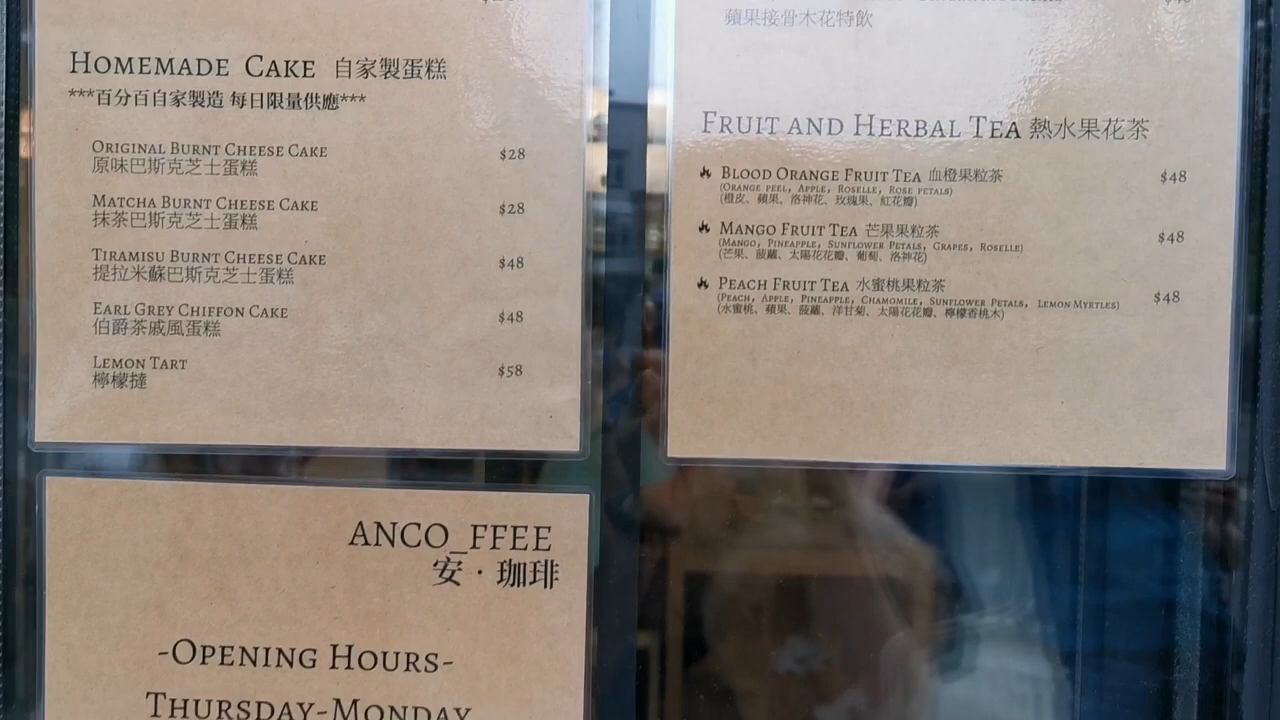 HOMEMADE CAKE 自家製蛋糕
***百分百自家製造 每日限量供應***
ORIGINAL BURNT CHEESE CAKE $28
原味巴斯克芝士蛋糕
MATCHA BURNT CHEESE CAKE $28
抹茶巴斯克芝士蛋糕
TIRAMISU BURNT CHEESE CAKE $48
提拉米蘇巴斯克芝士蛋糕
EARL GREY CHIFFON CAKE $48
伯爵茶戚風蛋糕
LEMON TART $58
檸檬撻
ANCO_FFEE
安·珈琲
-OPENING HOURS-
THURSDAY-MONDAY
蘋果接骨木花特飲
FRUIT AND HERBAL TEA 熱水果花茶
BLOOD ORANGE FRUIT TEA 血橙果粒茶 $48
(ORANGE PEEL, APPLE, ROSELLE, ROSE PETALS)
(橙皮、蘋果、洛神花、玫瑰果、紅花瓣)
MANGO FRUIT TEA 芒果果粒茶 $48
(MANGO, PINEAPPLE, SUNFLOWER PETALS, GRAPES, ROSELLE)
(芒果、菠蘿、太陽花花瓣、葡萄、洛神花)
PEACH FRUIT TEA 水蜜桃果粒茶 $48
(PEACH, APPLE, PINEAPPLE, CHAMOMILE, SUNFLOWER PETALS, LEMON MYRTLES)
(水蜜桃、蘋果、菠蘿、洋甘菊、太陽花花瓣、檸檬香桃木)